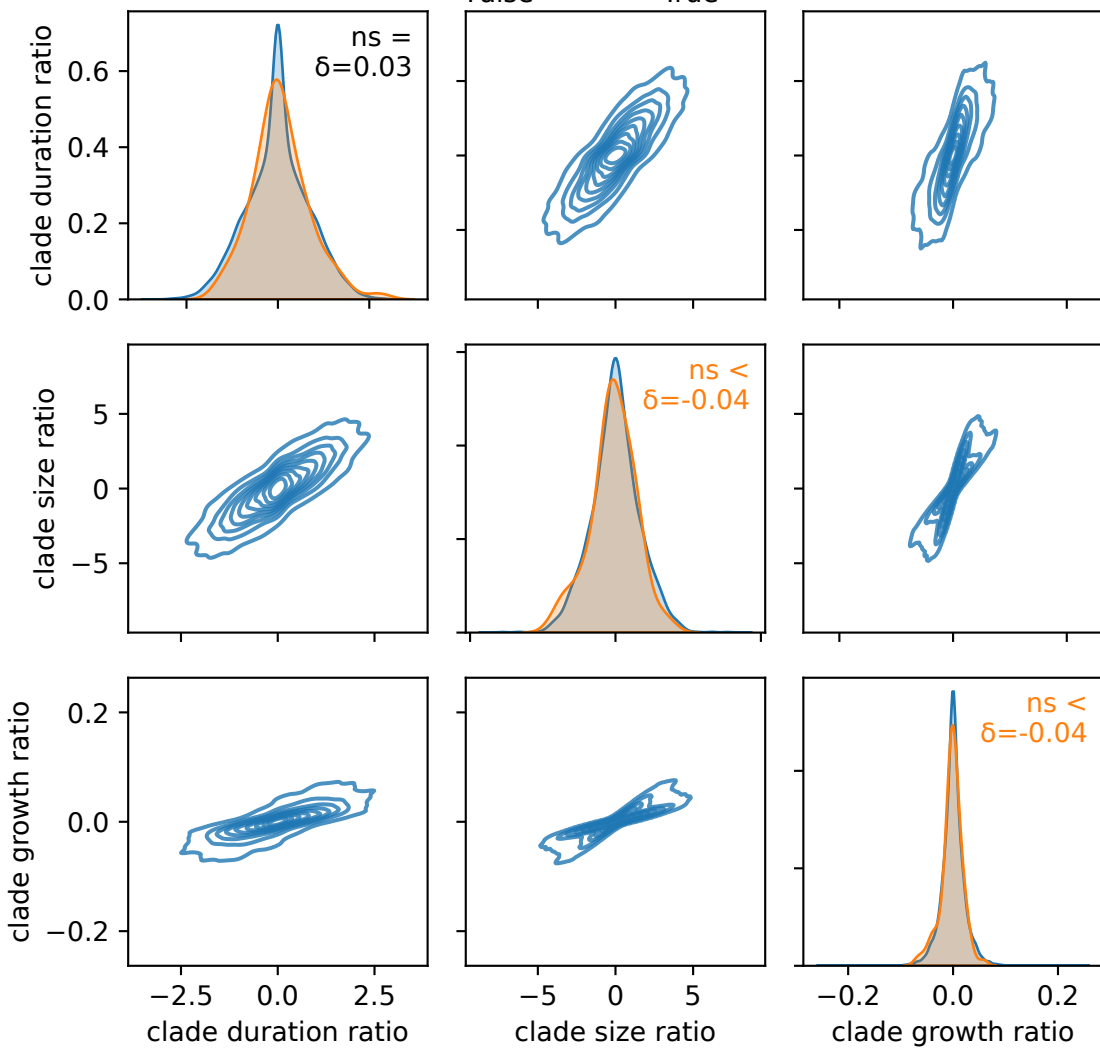 clade duration ratio
0.6
0.4
0.2
0.0
ns =
δ=0.03
clade size ratio
5
0
−5
ns <
δ=-0.04
clade growth ratio
0.2
0.0
−0.2
ns <
δ=-0.04
−2.5 0.0 2.5
−5 0 5
−0.2 0.0 0.2
clade duration ratio
clade size ratio
clade growth ratio